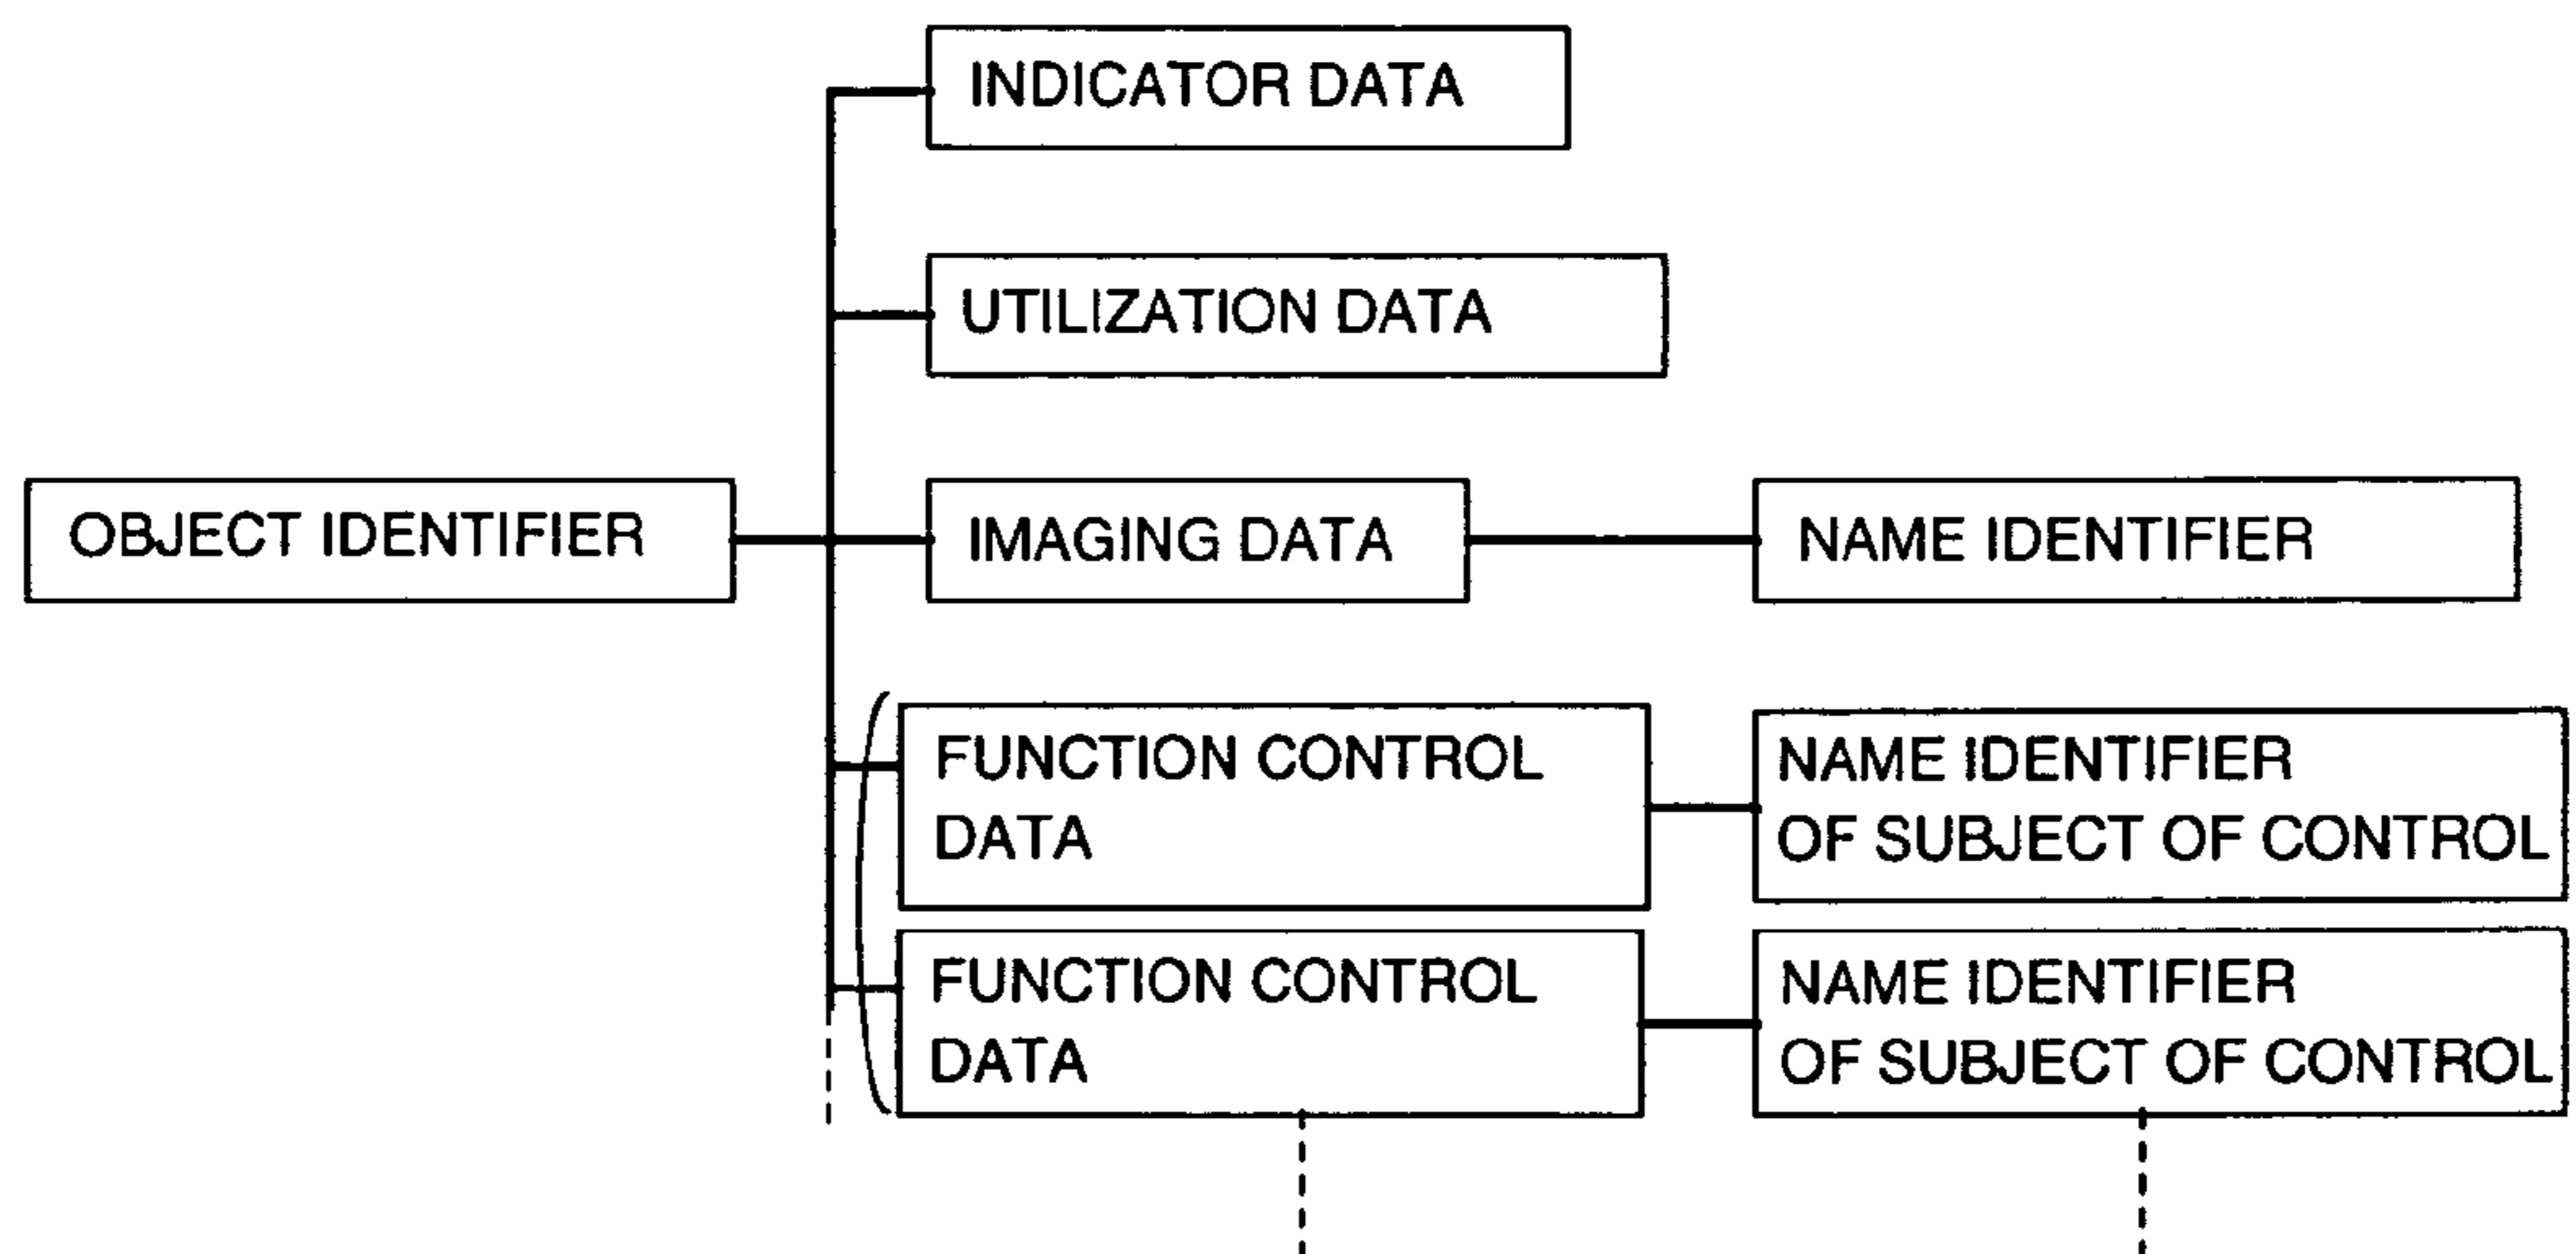 INDICATOR DATA
UTILIZATION DATA
OBJECT IDENTIFIER
IMAGING DATA
NAME IDENTIFIER
FUNCTION CONTROL
DATA
NAME IDENTIFIER
OF SUBJECT OF CONTROL
FUNCTION CONTROL
DATA
NAME IDENTIFIER
OF SUBJECT OF CONTROL